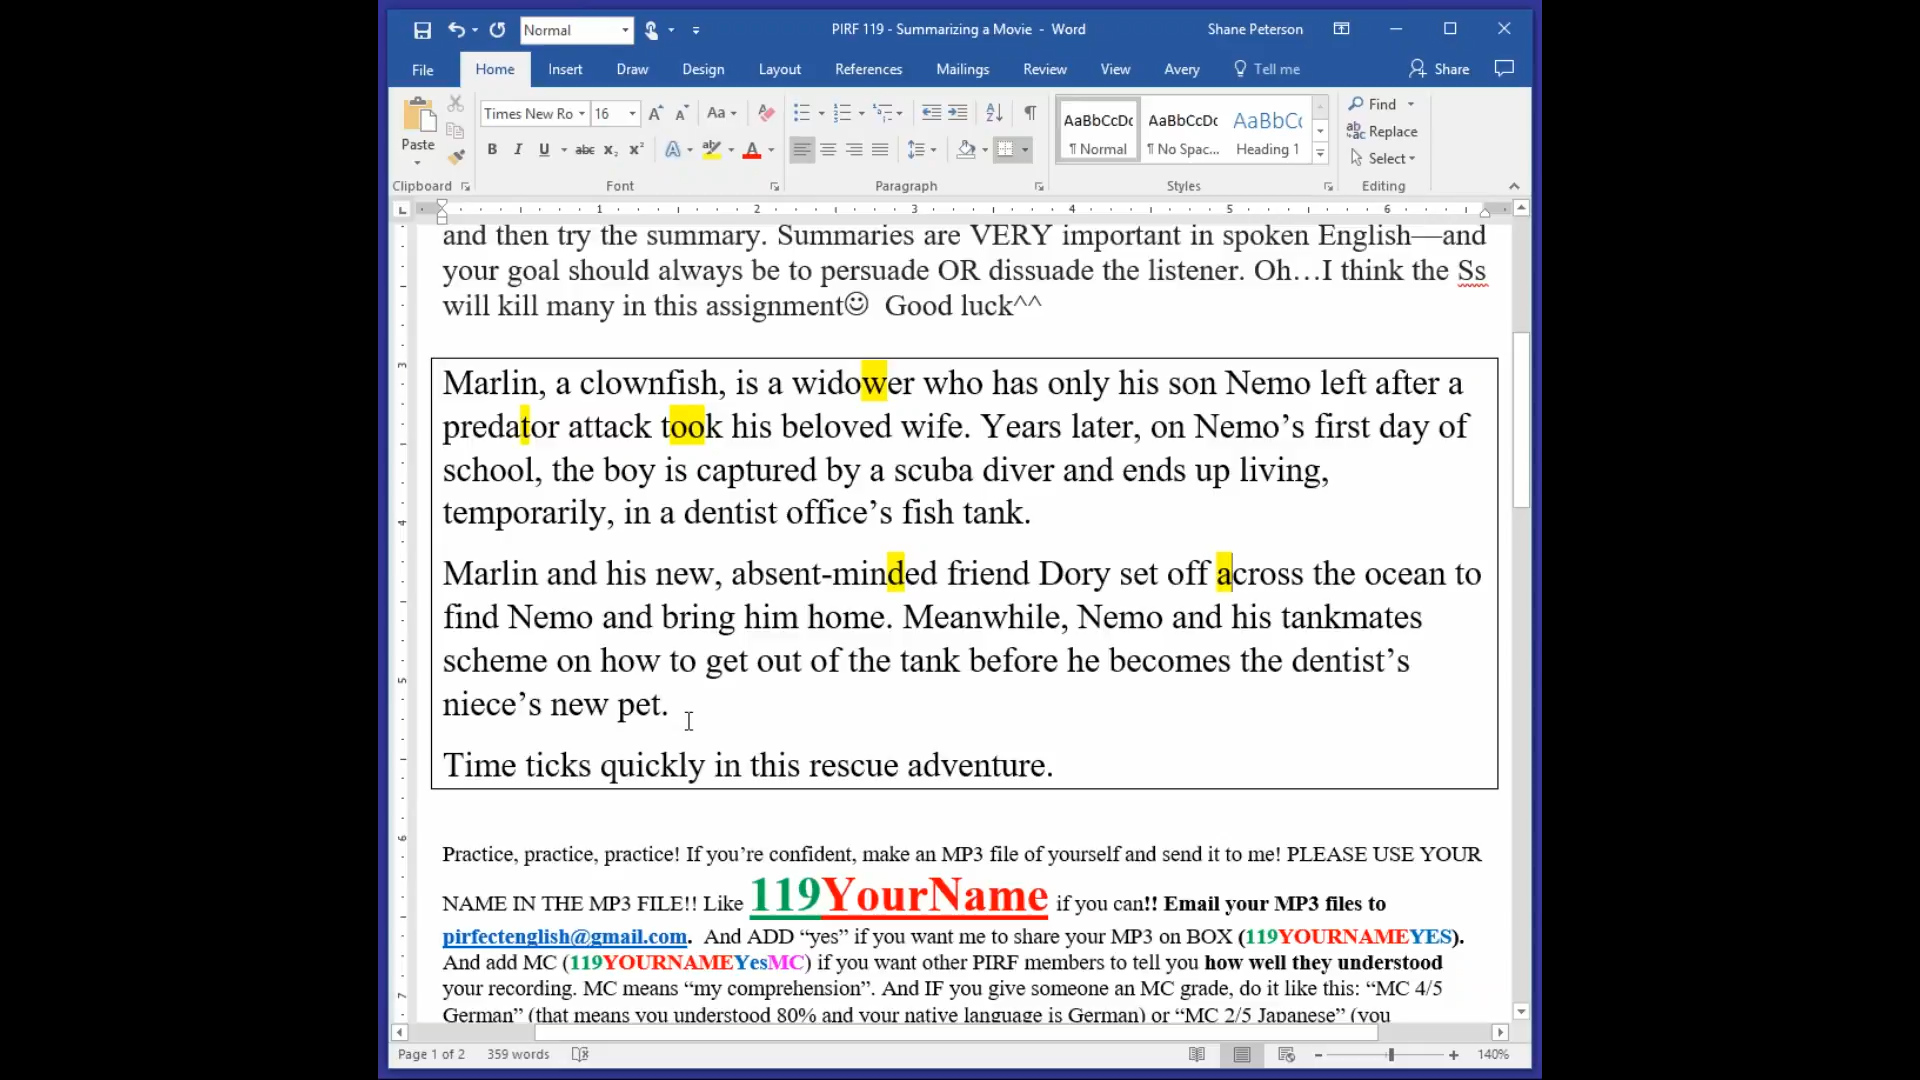 Normal
PIRF 119 - Summarizing a Movie - Word
Shane Peterson
File Home Insert Draw Design Layout References Mailings Review View Avery Tell me Share
Paste
Times New Ro 16 Aa
AaBbCcDc AaBbCcDc AaBbCc
¶ Normal ¶ No Spac... Heading 1
Find
Replace
Select
Clipboard Font Paragraph Styles Editing
1 2 3 4 5 6
and then try the summary. Summaries are VERY important in spoken English—and
your goal should always be to persuade OR dissuade the listener. Oh…I think the Ss
will kill many in this assignment☺ Good luck^^
3
Marlin, a clownfish, is a widower who has only his son Nemo left after a
predator attack took his beloved wife. Years later, on Nemo’s first day of
school, the boy is captured by a scuba diver and ends up living,
4
temporarily, in a dentist office’s fish tank.
Marlin and his new, absent-minded friend Dory set off across the ocean to
find Nemo and bring him home. Meanwhile, Nemo and his tankmates
scheme on how to get out of the tank before he becomes the dentist’s
5
niece’s new pet.
Time ticks quickly in this rescue adventure.
6
Practice, practice, practice! If you’re confident, make an MP3 file of yourself and send it to me! PLEASE USE YOUR
NAME IN THE MP3 FILE!! Like 119YourName if you can!! Email your MP3 files to
pirfectenglish@gmail.com. And ADD “yes” if you want me to share your MP3 on BOX (119YOURNAMEYES).
And add MC (119YOURNAMEYesMC) if you want other PIRF members to tell you how well they understood
7
your recording. MC means “my comprehension”. And IF you give someone an MC grade, do it like this: “MC 4/5
German” (that means you understood 80% and your native language is German) or “MC 2/5 Japanese” (you
Page 1 of 2 359 words 140%